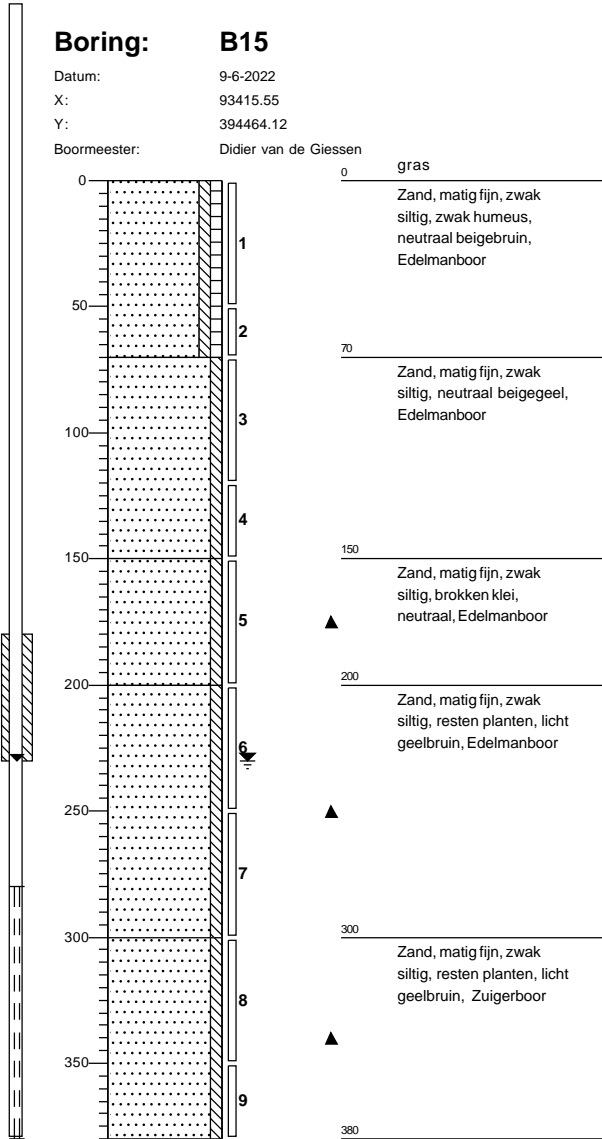 Boring: B15
Datum: 9-6-2022
X: 93415.55
Y: 394464.12
Boormeester: Didier van de Giessen
0
50
100
150
200
250
300
350
1
2
3
4
5
6
7
8
9
0 gras
Zand, matig fijn, zwak
siltig, zwak humeus,
neutraal beigebruin,
Edelmanboor
70
Zand, matig fijn, zwak
siltig, neutraal beigegeel,
Edelmanboor
150
Zand, matig fijn, zwak
siltig, brokken klei,
neutraal, Edelmanboor
200
Zand, matig fijn, zwak
siltig, resten planten, licht
geelbruin, Edelmanboor
300
Zand, matig fijn, zwak
siltig, resten planten, licht
geelbruin, Zuigerboor
380